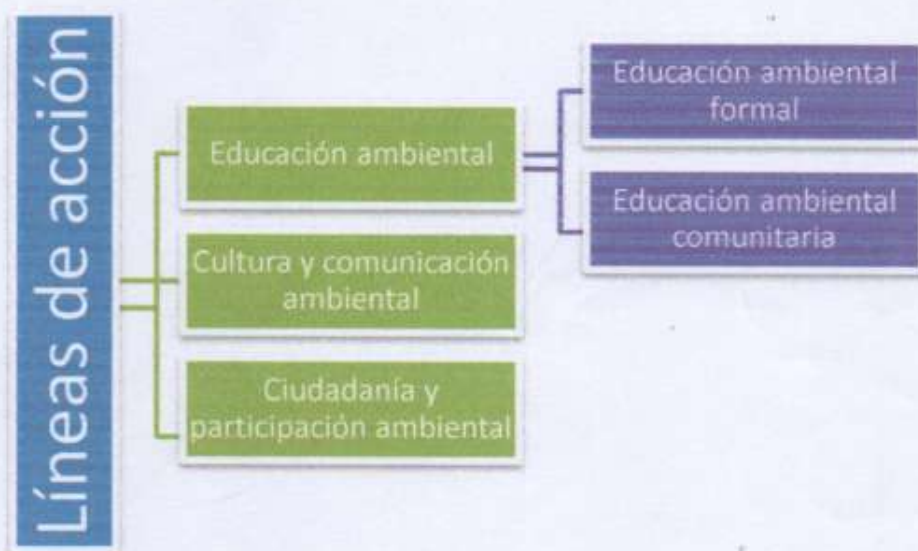 Líneas de acción
Educación ambiental
Cultura y comunicación
ambiental
Ciudadanía y
participación ambiental
Educación ambiental
formal
Educación ambiental
comunitaria